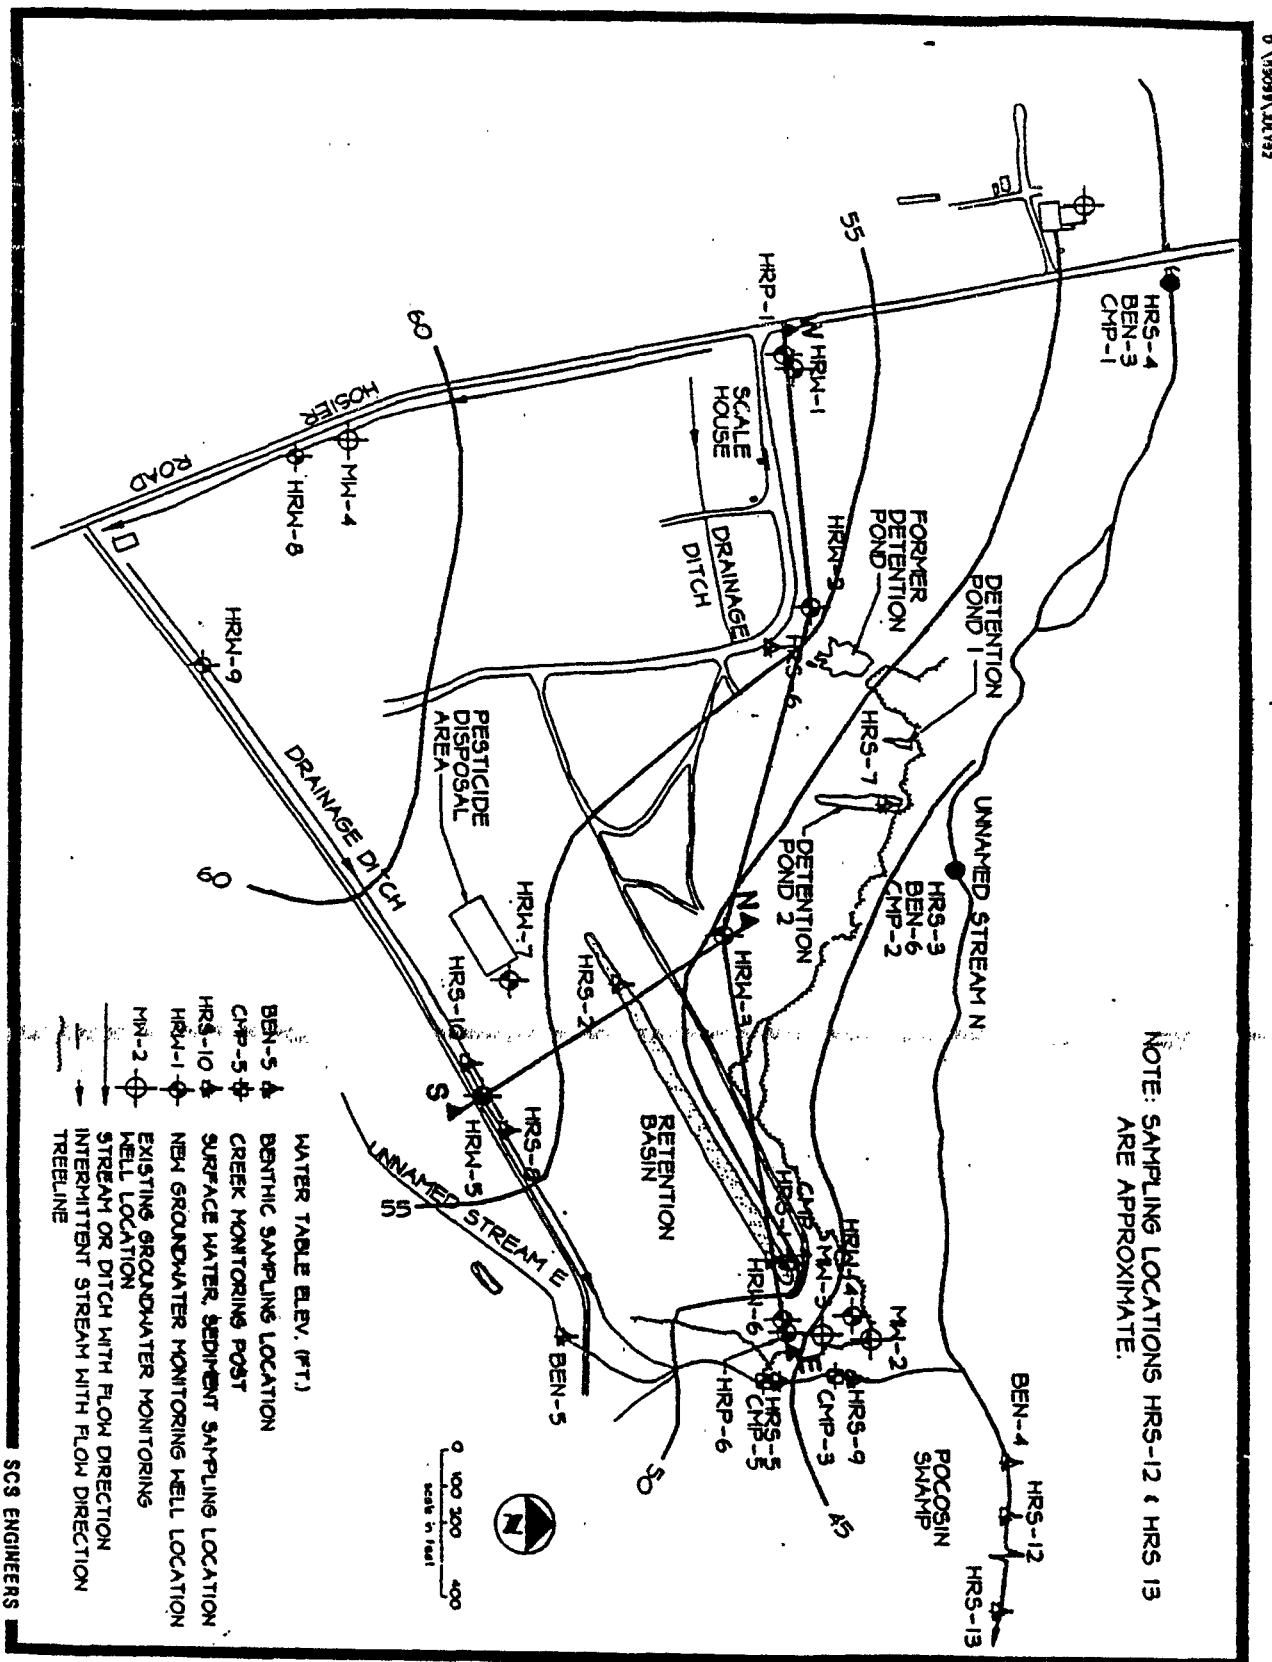 NOTE: SAMPLING LOCATIONS HRS-12 & HRS 13
ARE APPROXIMATE.
HRS-4
BEN-3
CMP-1
55
HRP-1
W
HRW-1
60
SCALE
HOUSE
HOSIER
ROAD
MW-4
HRW-8
HRW-9
DRAINAGE
DITCH
FORMER
DETENTION
POND
DETENTION
POND 1
HRS-6
HRS-7
UNNAMED STREAM N
HRS-3
BEN-6
CMP-2
DETENTION
POND 2
NA
HRW-3
HRW-9
DRAINAGE DITCH
PESTICIDE
DISPOSAL
AREA
HRW-7
60
HRS-2
HRS-10
S
HRW-5
HRS-8
55
UNNAMED STREAM E
RETENTION
BASIN
CMP
HRS-1
HRW-6
MW-3
HRW-4
MW-2
E
HRS-9
CMP-3
HRS-5
CMP-5
HRP-6
BEN-5
50
45
BEN-4
HRS-12
HRS-13
POCOSIN
SWAMP
WATER TABLE ELEV. (FT.)
BEN-5 BENTHIC SAMPLING LOCATION
CMP-5 CREEK MONITORING POST
HRS-10 SURFACE WATER, SEDIMENT SAMPLING LOCATION
HRW-1 NEW GROUNDWATER MONITORING WELL LOCATION
MW-2 EXISTING GROUNDWATER MONITORING
WELL LOCATION
STREAM OR DITCH WITH FLOW DIRECTION
INTERMITTENT STREAM WITH FLOW DIRECTION
TREELINE
N
0 100 200 400
scale in feet
SCS ENGINEERS